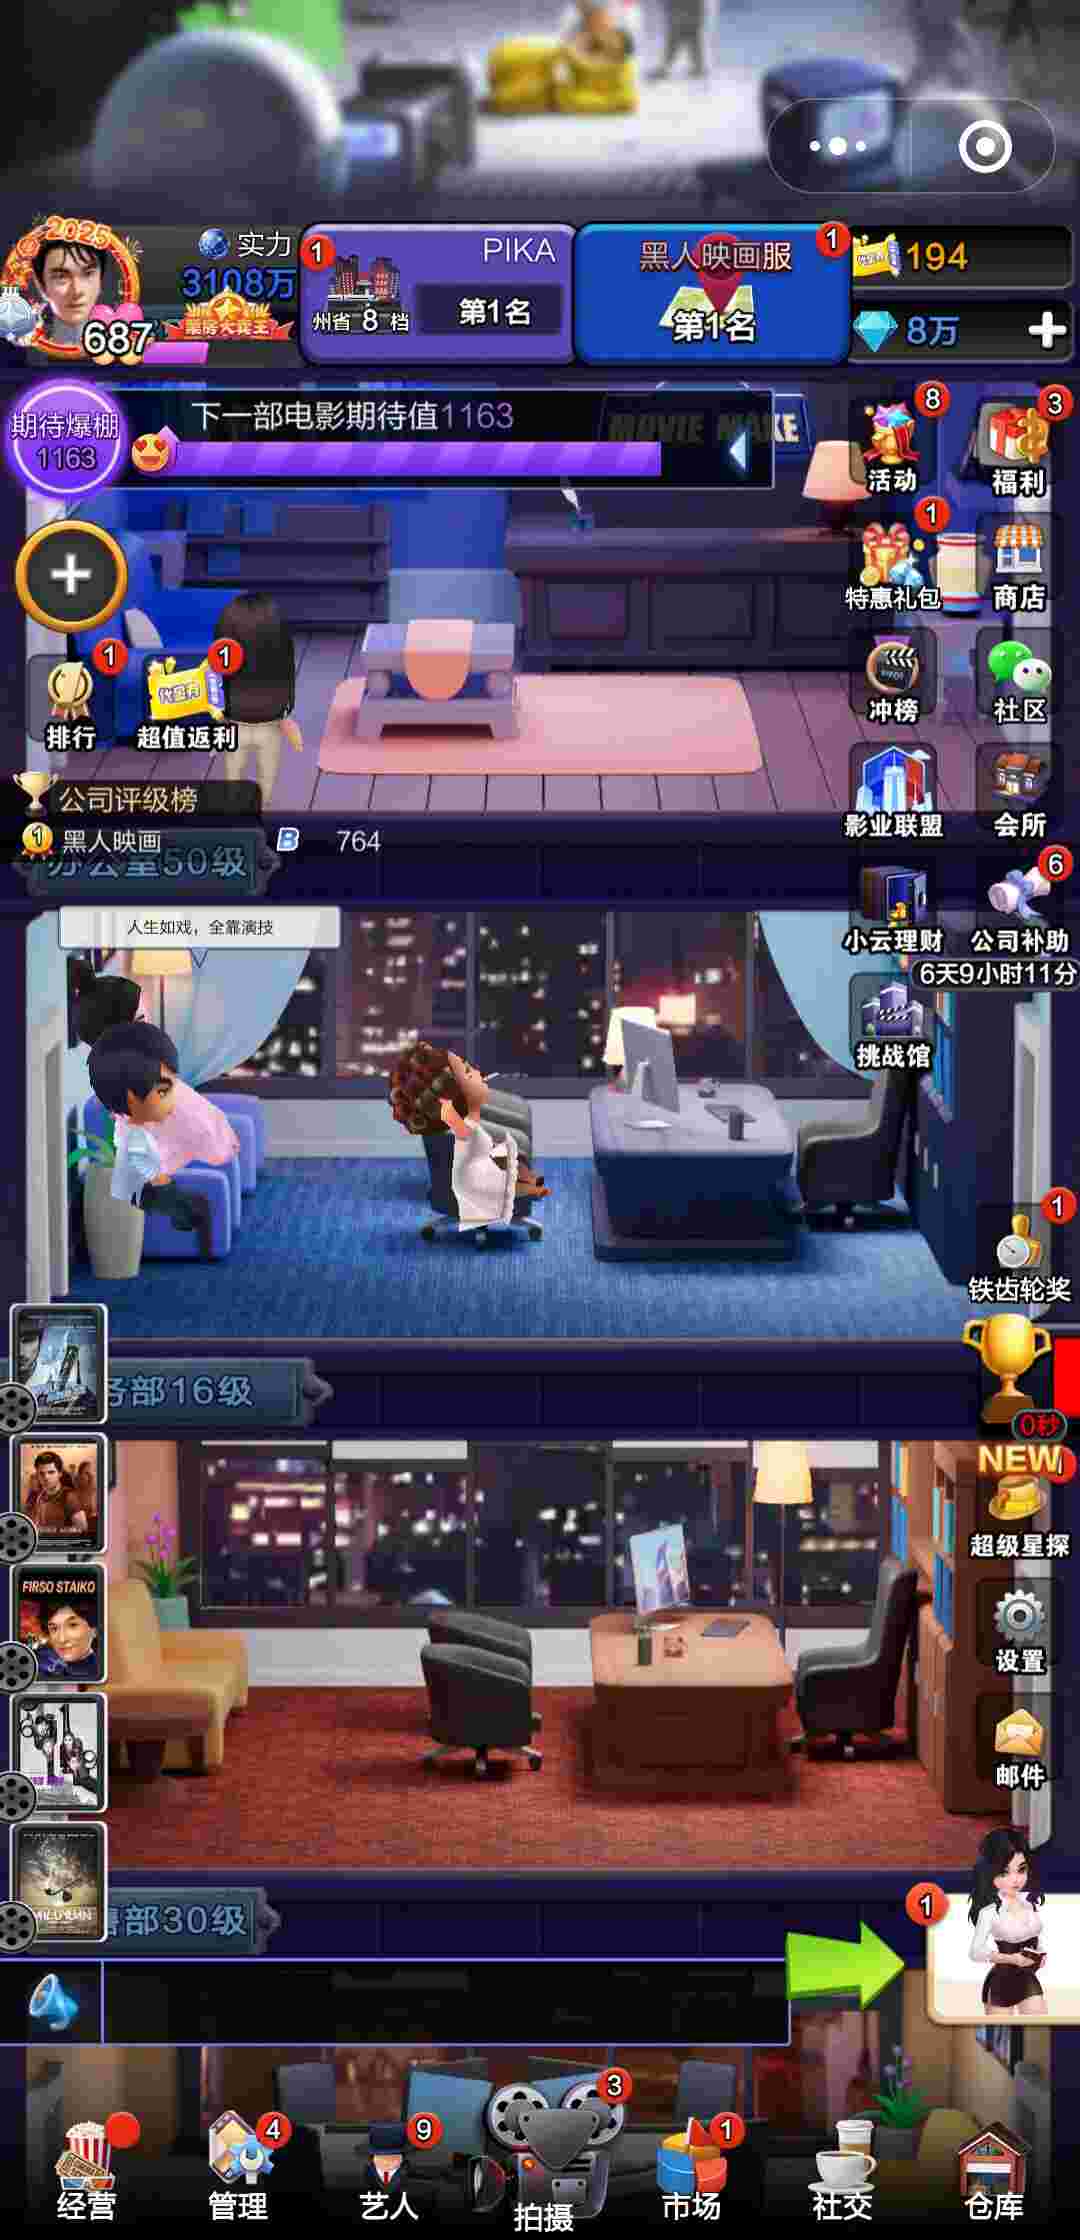 2025
687
实力
3108万
票房大赛王
1
PIKA
州省 8 档
第1名
1
黑人映画服
第1名
代金券
194
8万
期待爆棚
1163
下一部电影期待值1163
MOVIE MAKE
8
活动
3
福利
1
特惠礼包
商店
1
排行
1
代金券
超值返利
冲榜
社区
公司评级榜
1 黑人映画 B 764
办公室50级
影业联盟
会所
小云理财
6
公司补助
6天9小时11分
人生如戏，全靠演技
挑战馆
1
铁齿轮奖
务部16级
0秒
NEW
超级星探
FIRSO STAIKO
设置
邮件
售部30级
1
经营
4
管理
9
艺人
3
拍摄
1
市场
社交
仓库